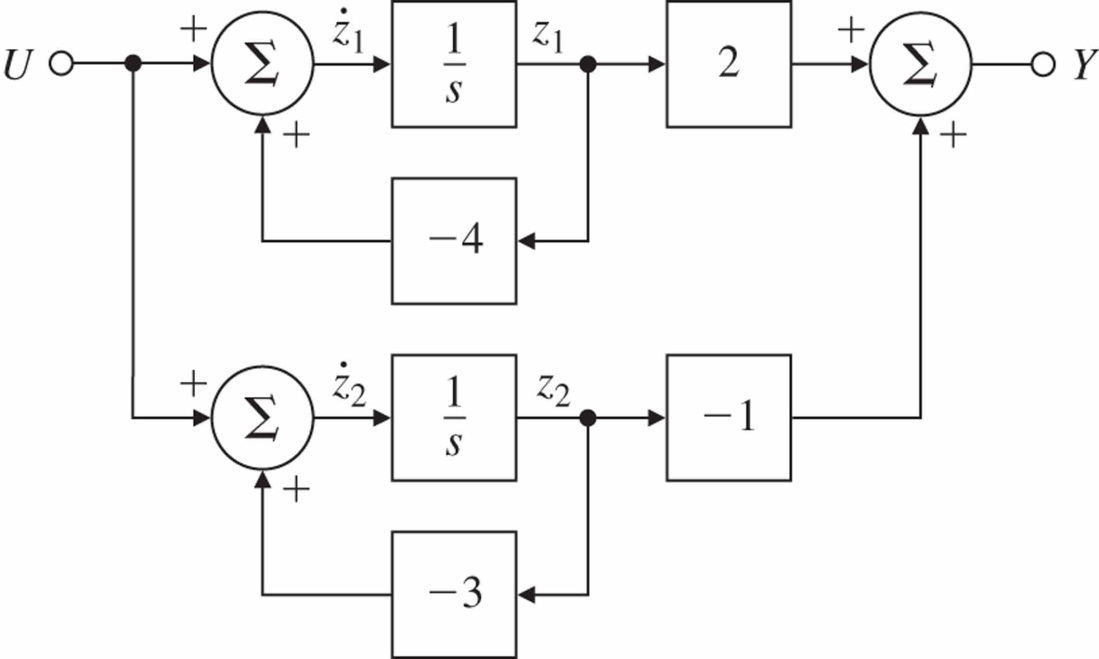 U + Σ ż₁ 1/s z₁ 2 + Σ Y
+
+
−4
+ Σ ż₂ 1/s z₂ −1
+
−3